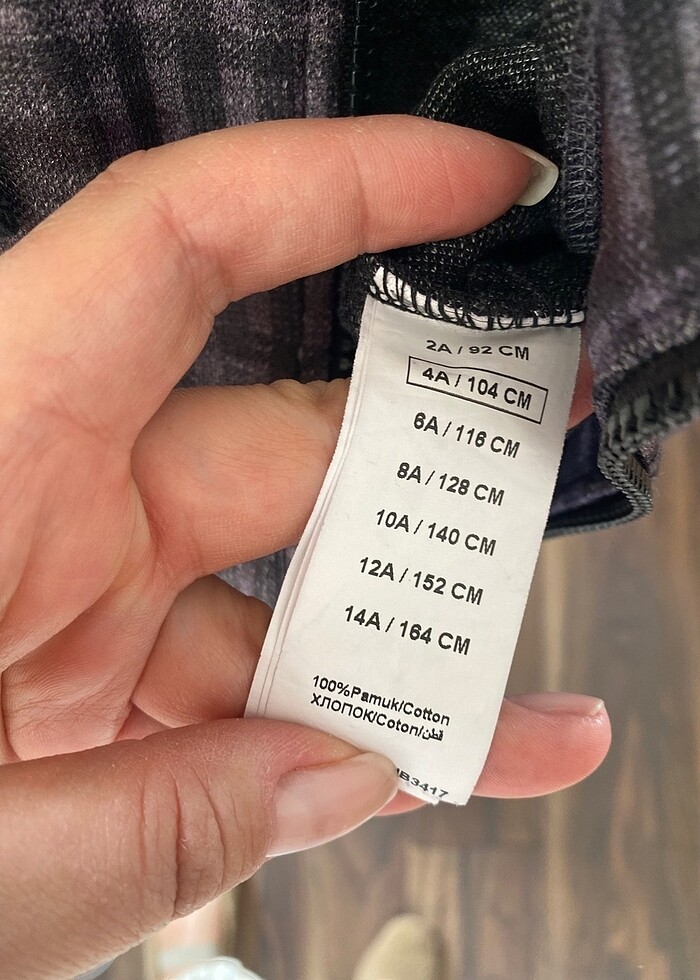 2A / 92 CM
4A / 104 CM
6A / 116 CM
8A / 128 CM
10A / 140 CM
12A / 152 CM
14A / 164 CM
100%Pamuk/Cotton
ХЛОПОК/Coton/قطن